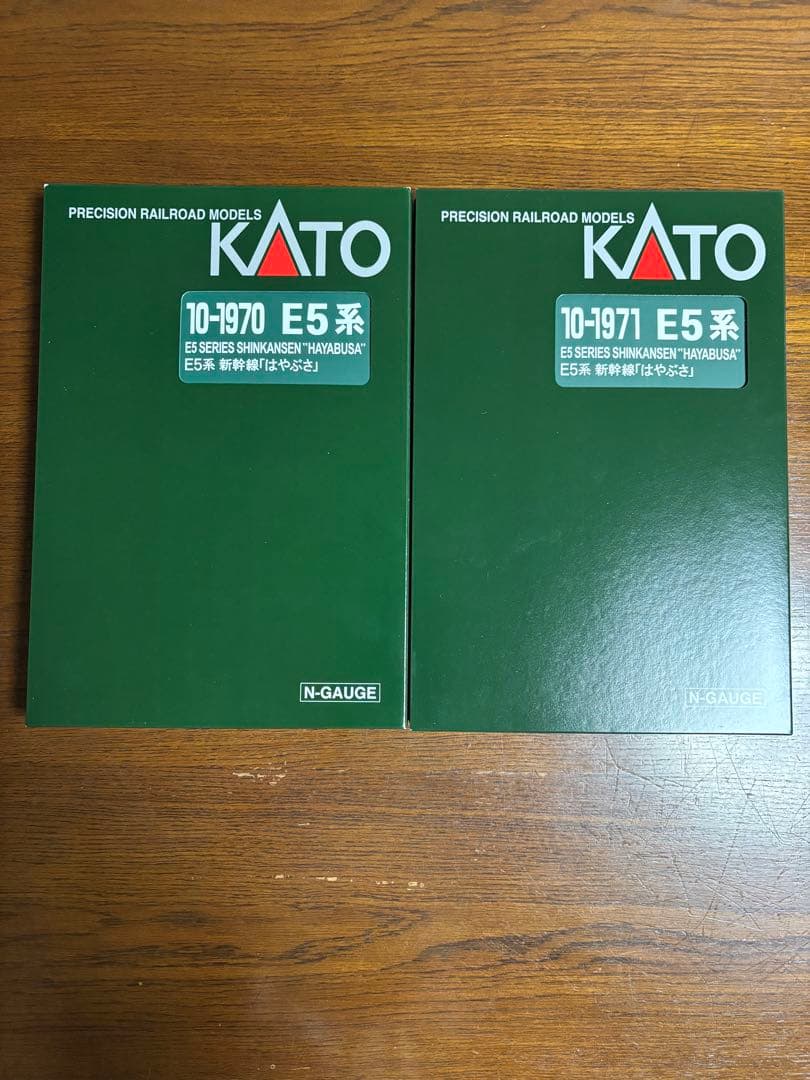 PRECISION RAILROAD MODELS
KATO
10-1970 E5系
E5 SERIES SHINKANSEN "HAYABUSA"
E5系 新幹線「はやぶさ」
N-GAUGE
PRECISION RAILROAD MODELS
KATO
10-1971 E5系
E5 SERIES SHINKANSEN "HAYABUSA"
E5系 新幹線「はやぶさ」
N-GAUGE